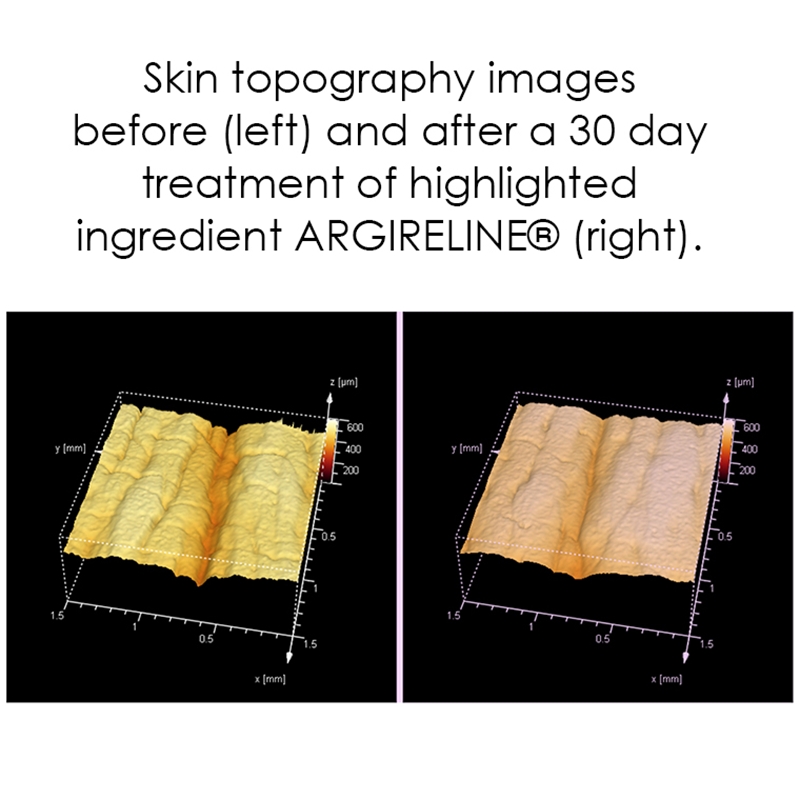 Skin topography images
before (left) and after a 30 day
treatment of highlighted
ingredient ARGIRELINE® (right).
z [µm]
600
400
200
y [mm]
0.5
1
1.5
1
0.5
1.5
x [mm]
z [µm]
600
400
200
y [mm]
0.5
1
1.5
1
0.5
1.5
x [mm]